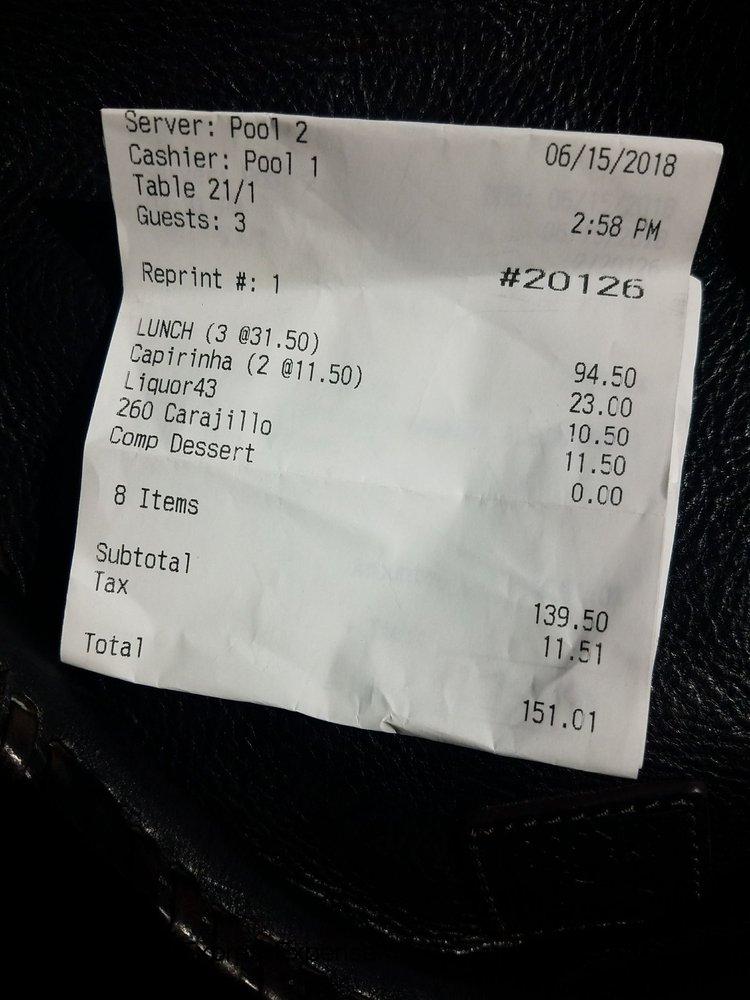 Server: Pool 2
Cashier: Pool 1 06/15/2018
Table 21/1
Guests: 3 2:58 PM
Reprint #: 1 #20126
LUNCH (3 @31.50) 94.50
Capirinha (2 @11.50) 23.00
Liquor43 10.50
260 Carajillo 11.50
Comp Dessert 0.00
8 Items
Subtotal 139.50
Tax 11.51
Total 151.01